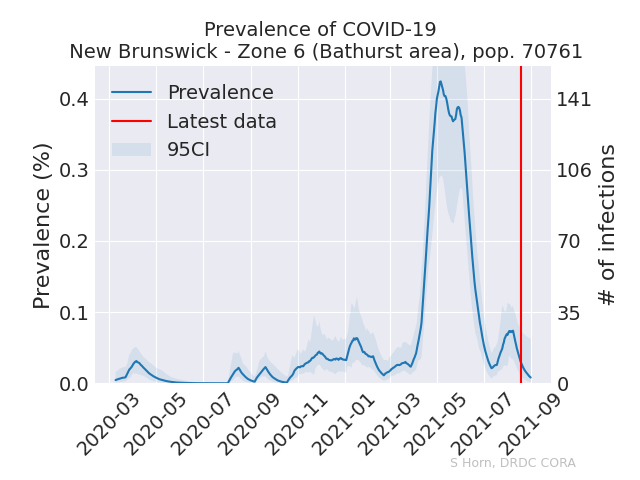 Prevalence of COVID-19
New Brunswick - Zone 6 (Bathurst area), pop. 70761
Prevalence
Latest data
95CI
Prevalence (%)
0.4
0.3
0.2
0.1
0.0
141
106
70
35
0
# of infections
2020-03
2020-05
2020-07
2020-09
2020-11
2021-01
2021-03
2021-05
2021-07
2021-09
S Horn, DRDC CORA